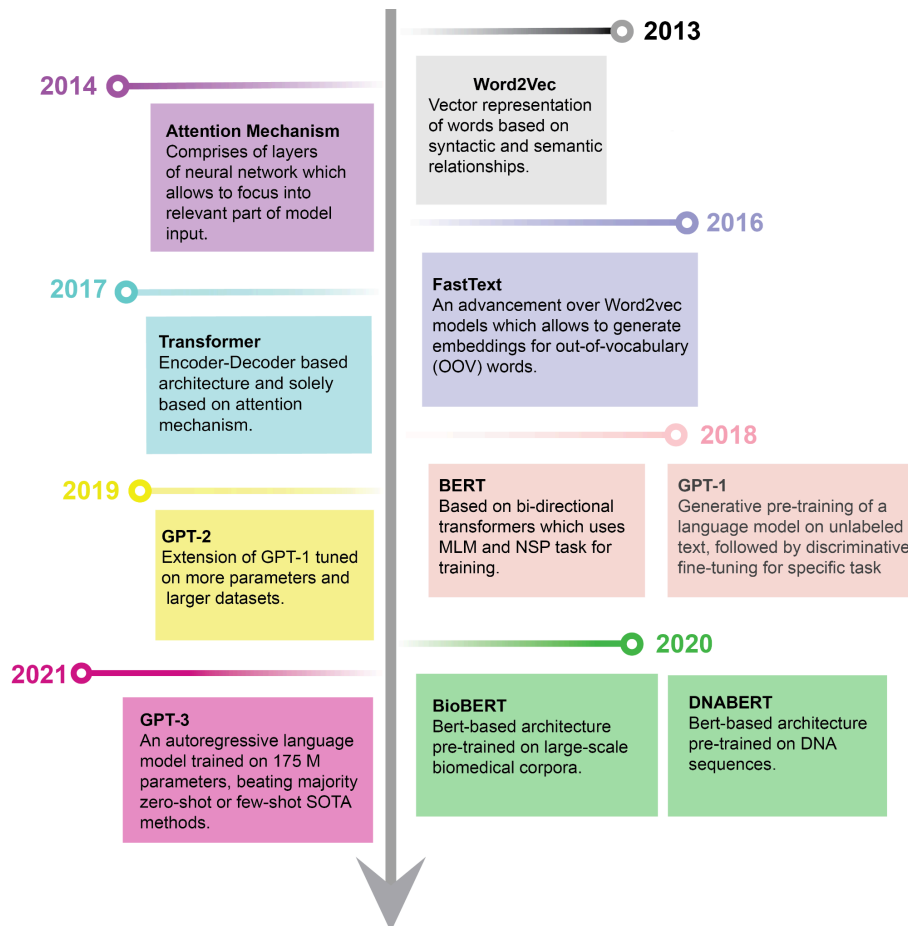 2013
Word2Vec
Vector representation
of words based on
syntactic and semantic
relationships.
2014
Attention Mechanism
Comprises of layers
of neural network which
allows to focus into
relevant part of model
input.
2016
FastText
An advancement over Word2vec
models which allows to generate
embeddings for out-of-vocabulary
(OOV) words.
2017
Transformer
Encoder-Decoder based
architecture and solely
based on attention
mechanism.
2018
BERT
Based on bi-directional
transformers which uses
MLM and NSP task for
training.
GPT-1
Generative pre-training of a
language model on unlabeled
text, followed by discriminative
fine-tuning for specific task
2019
GPT-2
Extension of GPT-1 tuned
on more parameters and
larger datasets.
2020
BioBERT
Bert-based architecture
pre-trained on large-scale
biomedical corpora.
DNABERT
Bert-based architecture
pre-trained on DNA
sequences.
2021
GPT-3
An autoregressive language
model trained on 175 M
parameters, beating majority
zero-shot or few-shot SOTA
methods.